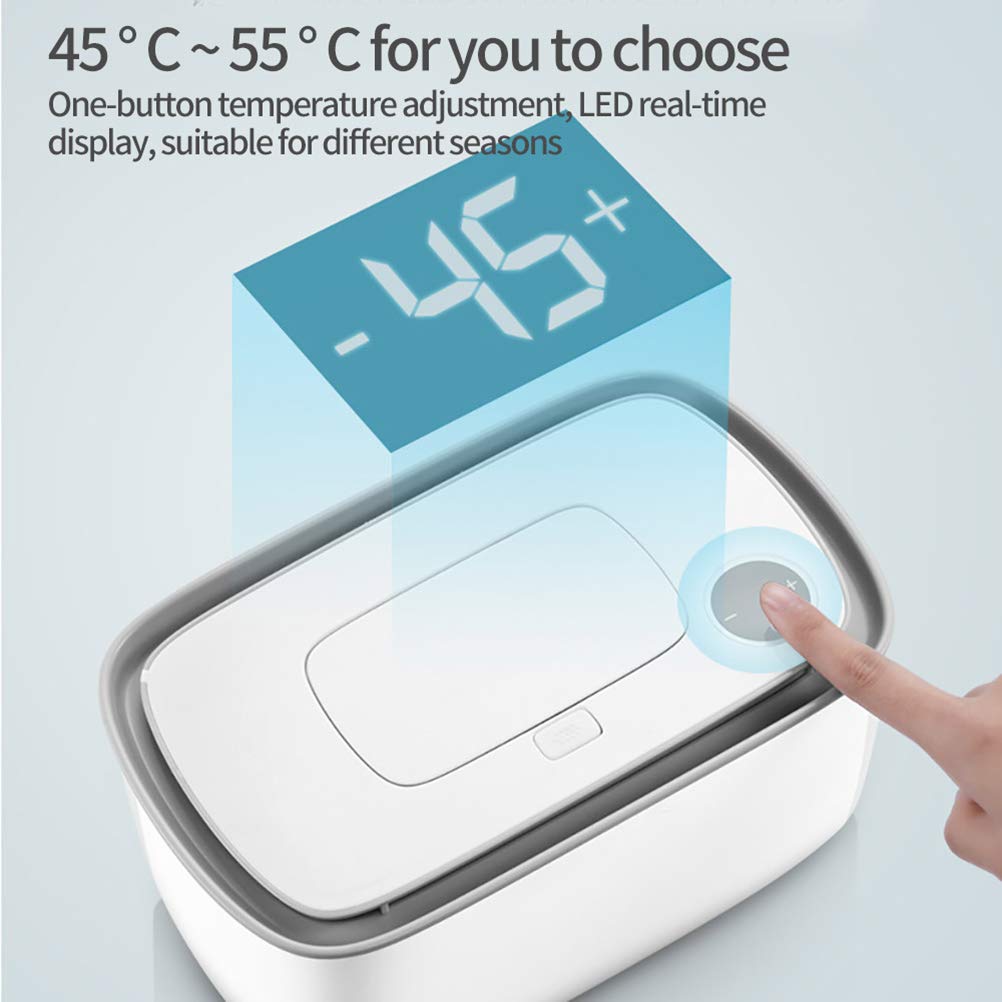 45°C~55°C for you to choose
One-button temperature adjustment, LED real-time
display, suitable for different seasons
- 45 +
- +